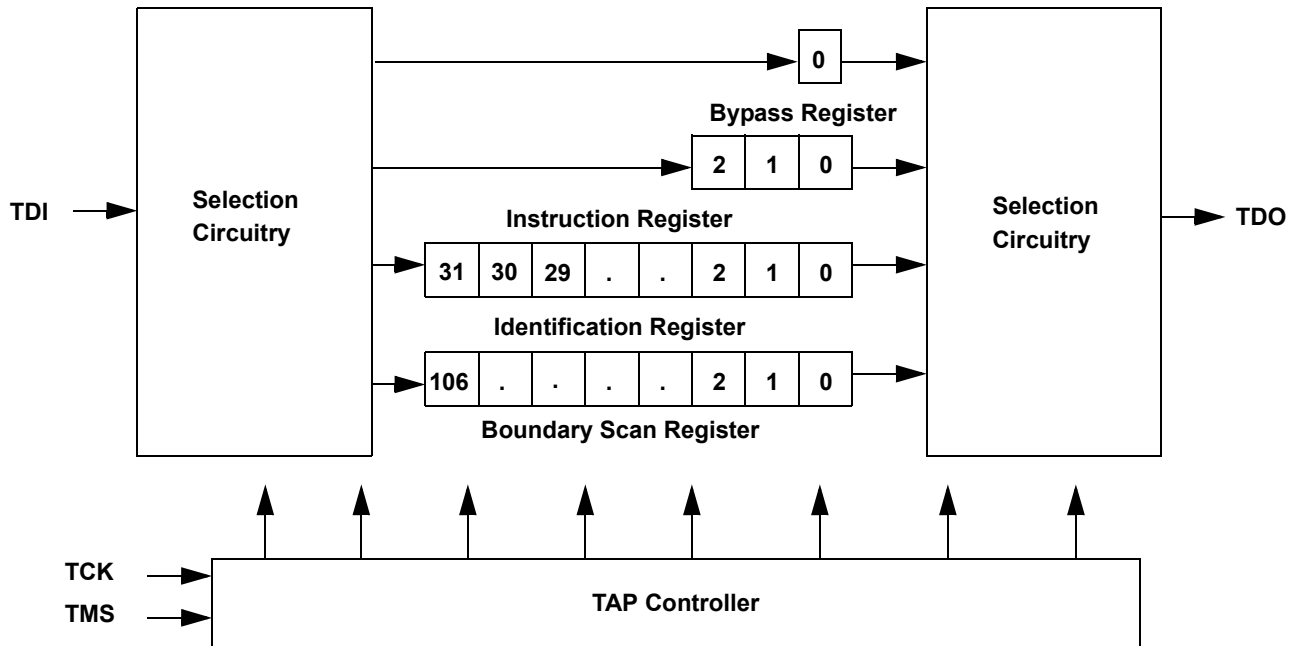 0
Bypass Register
2 1 0
Selection
Circuitry
Selection
Circuitry
TDI
TDO
Instruction Register
31 30 29 . . 2 1 0
Identification Register
106 . . . . 2 1 0
Boundary Scan Register
TCK
TMS
TAP Controller